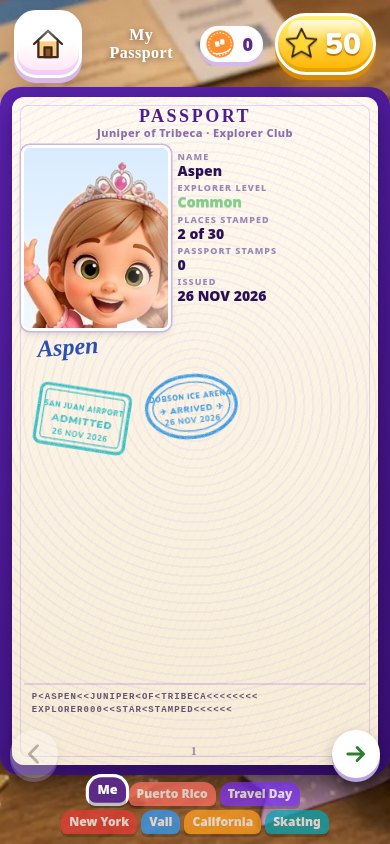 My
Passport
0
50
PASSPORT
Juniper of Tribeca · Explorer Club
NAME
Aspen
EXPLORER LEVEL
Common
PLACES STAMPED
2 of 30
PASSPORT STAMPS
0
ISSUED
26 NOV 2026
Aspen
SAN JUAN AIRPORT
ADMITTED
26 NOV 2026
DOBSON ICE ARENA
✈ ARRIVED ✈
26 NOV 2026
P<ASPEN<<JUNIPER<OF<TRIBECA<<<<<<<<
EXPLORER000<<STAR<STAMPED<<<<<<
1
Me
Puerto Rico
Travel Day
New York
Vail
California
Skating